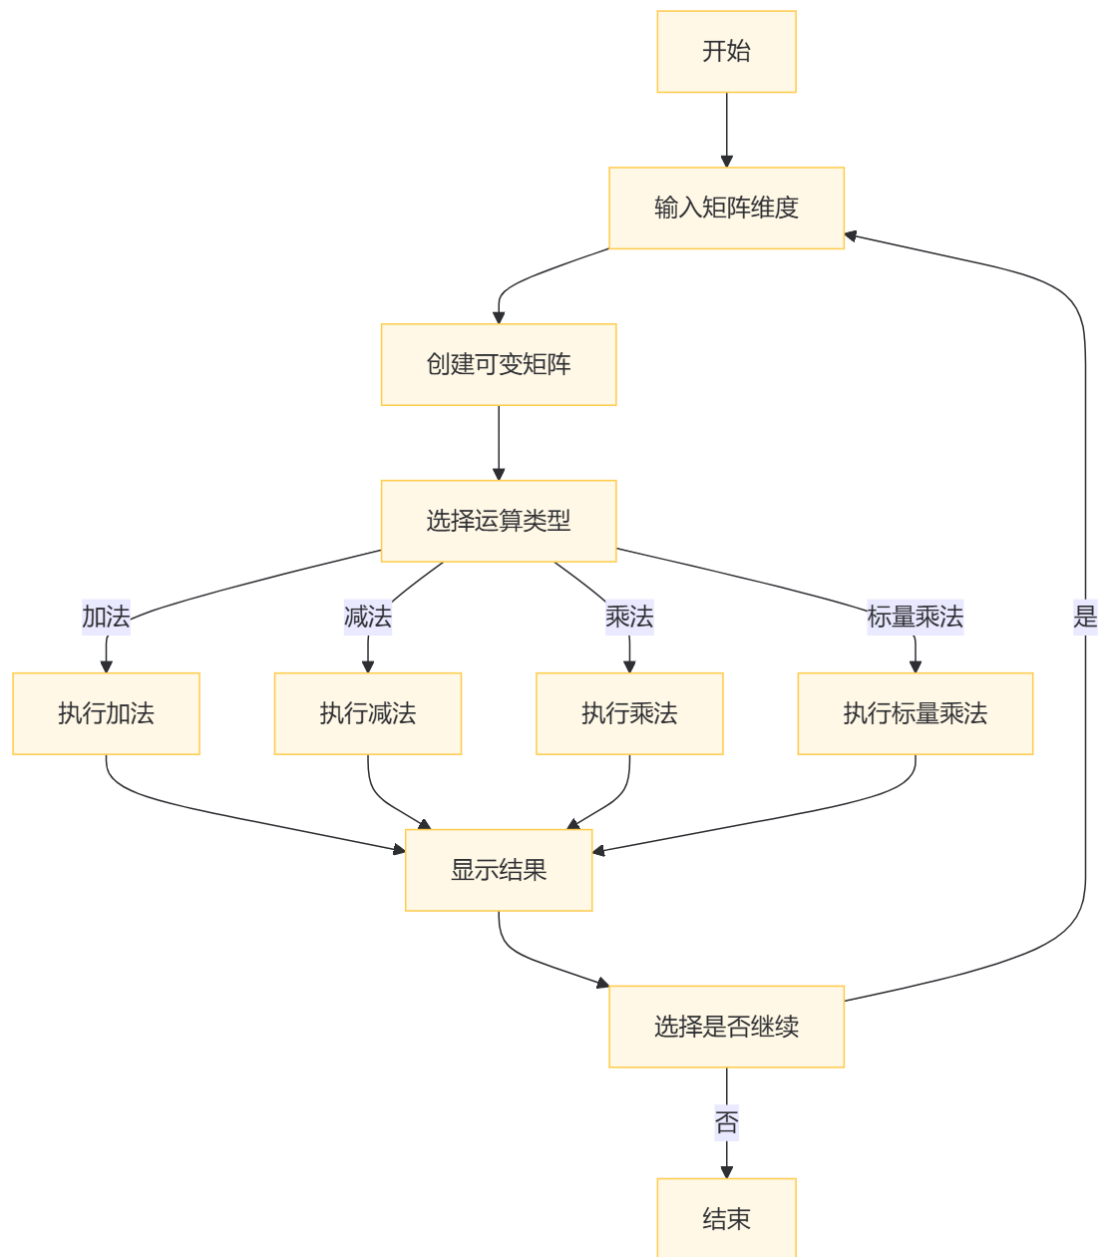 开始
输入矩阵维度
创建可变矩阵
选择运算类型
加法
减法
乘法
标量乘法
是
执行加法
执行减法
执行乘法
执行标量乘法
显示结果
选择是否继续
否
结束